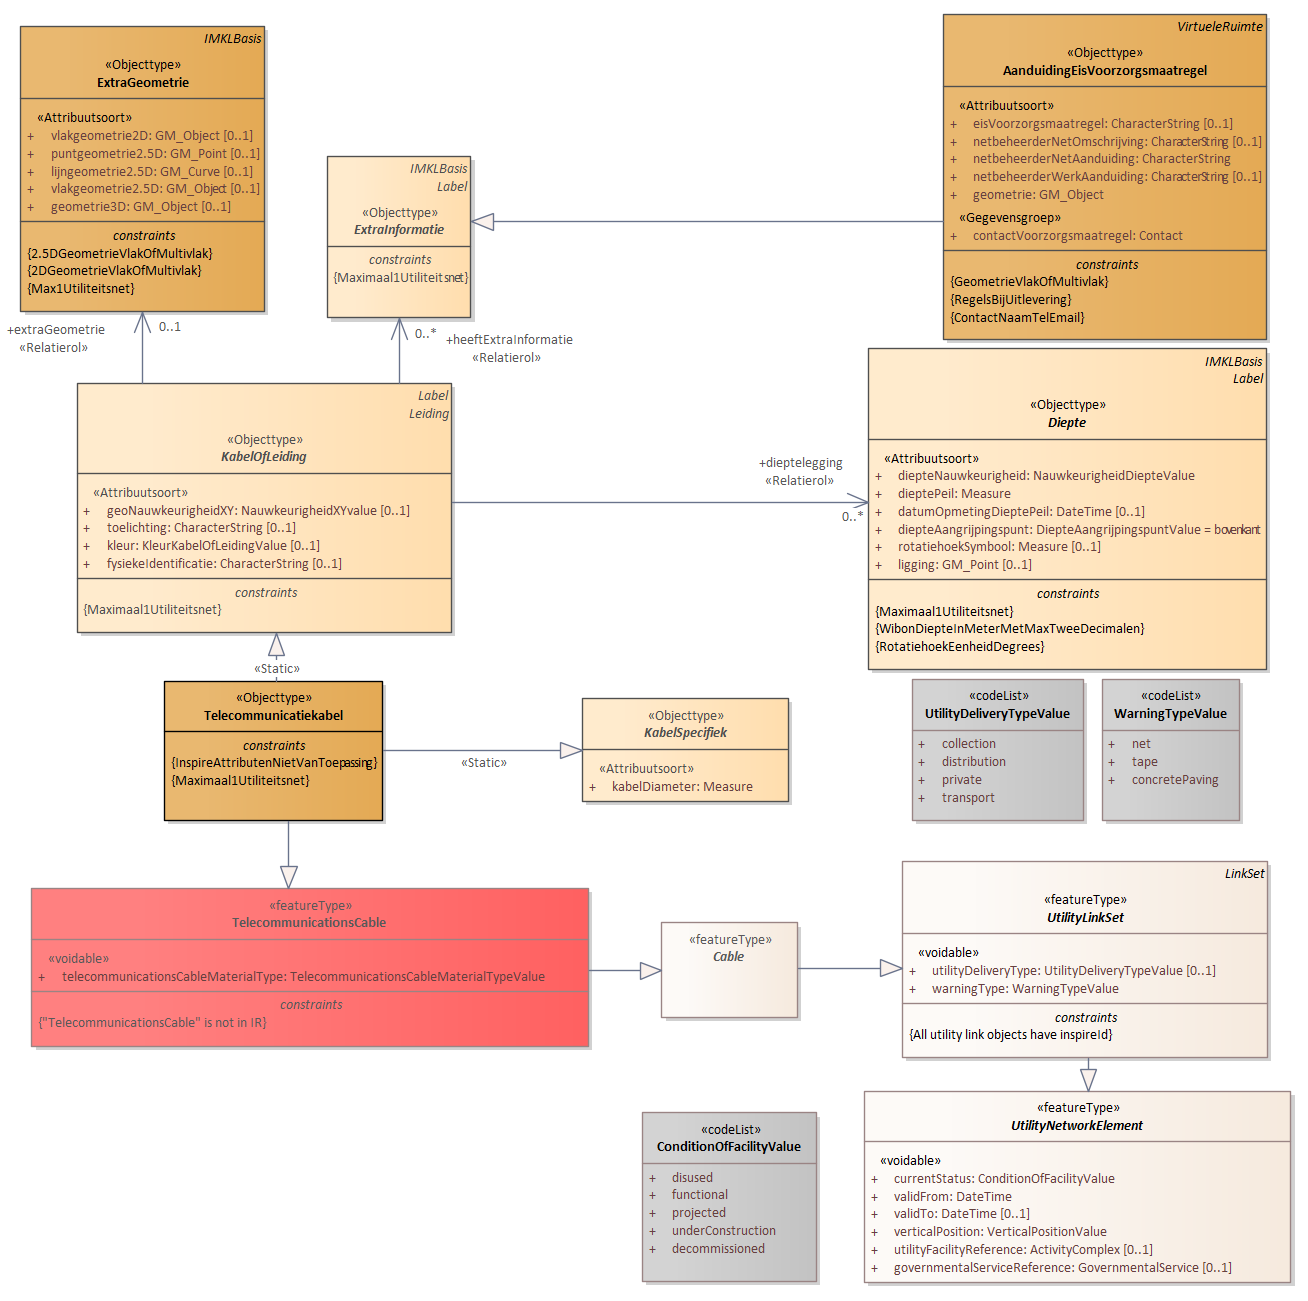 IMKLBasis
«Objecttype»
ExtraGeometrie
«Attribuutsoort»
+ vlakgeometrie2D: GM_Object [0..1]
+ puntgeometrie2.5D: GM_Point [0..1]
+ lijngeometrie2.5D: GM_Curve [0..1]
+ vlakgeometrie2.5D: GM_Object [0..1]
+ geometrie3D: GM_Object [0..1]
constraints
{2.5DGeometrieVlakOfMultivlak}
{2DGeometrieVlakOfMultivlak}
{Max1Utiliteitsnet}
VirtueleRuimte
«Objecttype»
AanduidingEisVoorzorgsmaatregel
«Attribuutsoort»
+ eisVoorzorgsmaatregel: CharacterString [0..1]
+ netbeheerderNetOmschrijving: CharacterString [0..1]
+ netbeheerderNetAanduiding: CharacterString
+ netbeheerderWerkAanduiding: CharacterString [0..1]
+ geometrie: GM_Object
«Gegevensgroep»
+ contactVoorzorgsmaatregel: Contact
constraints
{GeometrieVlakOfMultivlak}
{RegelsBijUitlevering}
{ContactNaamTelEmail}
IMKLBasis
Label
«Objecttype»
ExtraInformatie
constraints
{Maximaal1Utiliteitsnet}
+extraGeometrie
0..1
«Relatierol»
0..*
+heeftExtraInformatie
«Relatierol»
Label
Leiding
«Objecttype»
KabelOfLeiding
«Attribuutsoort»
+ geoNauwkeurigheidXY: NauwkeurigheidXYvalue [0..1]
+ toelichting: CharacterString [0..1]
+ kleur: KleurKabelOfLeidingValue [0..1]
+ fysiekeIdentificatie: CharacterString [0..1]
constraints
{Maximaal1Utiliteitsnet}
+dieptelegging
«Relatierol»
0..*
IMKLBasis
Label
«Objecttype»
Diepte
«Attribuutsoort»
+ diepteNauwkeurigheid: NauwkeurigheidDiepteValue
+ dieptePeil: Measure
+ datumOpmetingDieptePeil: DateTime [0..1]
+ diepteAangrijpingspunt: DiepteAangrijpingspuntValue = bovenkant
+ rotatiehoekSymbool: Measure [0..1]
+ ligging: GM_Point [0..1]
constraints
{Maximaal1Utiliteitsnet}
{WibonDiepteInMeterMetMaxTweeDecimalen}
{RotatiehoekEenheidDegrees}
«Static»
«Objecttype»
Telecommunicatiekabel
constraints
{InspireAttributenNietVanToepassing}
{Maximaal1Utiliteitsnet}
«Static»
«Objecttype»
KabelSpecifiek
«Attribuutsoort»
+ kabelDiameter: Measure
«codeList»
UtilityDeliveryTypeValue
+ collection
+ distribution
+ private
+ transport
«codeList»
WarningTypeValue
+ net
+ tape
+ concretePaving
«featureType»
TelecommunicationsCable
«voidable»
+ telecommunicationsCableMaterialType: TelecommunicationsCableMaterialTypeValue
constraints
{"TelecommunicationsCable" is not in IR}
«featureType»
Cable
LinkSet
«featureType»
UtilityLinkSet
«voidable»
+ utilityDeliveryType: UtilityDeliveryTypeValue [0..1]
+ warningType: WarningTypeValue
constraints
{All utility link objects have inspireId}
«codeList»
ConditionOfFacilityValue
+ disused
+ functional
+ projected
+ underConstruction
+ decommissioned
«featureType»
UtilityNetworkElement
«voidable»
+ currentStatus: ConditionOfFacilityValue
+ validFrom: DateTime
+ validTo: DateTime [0..1]
+ verticalPosition: VerticalPositionValue
+ utilityFacilityReference: ActivityComplex [0..1]
+ governmentalServiceReference: GovernmentalService [0..1]